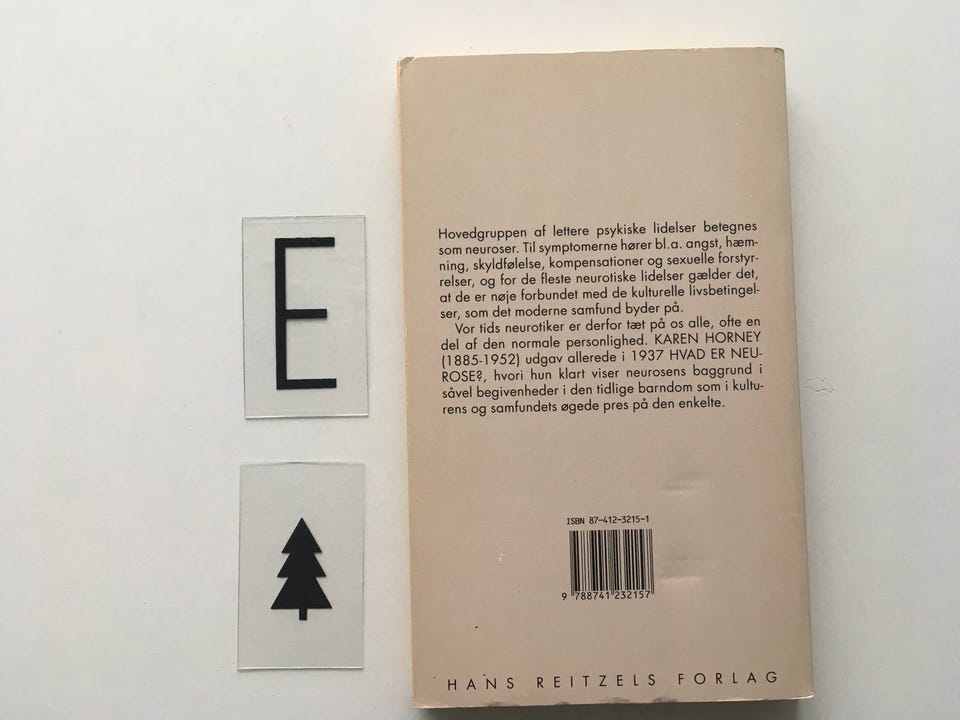 E
Hovedgruppen af lettere psykiske lidelser betegnes
som neuroser. Til symptomerne hører bl.a. angst, hæm-
ning, skyldfølelse, kompensationer og sexuelle forstyr-
relser, og for de fleste neurotiske lidelser gælder det,
at de er nøje forbundet med de kulturelle livsbetingel-
ser, som det moderne samfund byder på.
Vor tids neurotiker er derfor tæt på os alle, ofte en
del af den normale personlighed. KAREN HORNEY
(1885-1952) udgav allerede i 1937 HVAD ER NEU-
ROSE?, hvori hun klart viser neurosens baggrund i
såvel begivenheder i den tidlige barndom som i kultu-
rens og samfundets øgede pres på den enkelte.
ISBN 87-412-3215-1
9 788741 232157
HANS REITZELS FORLAG